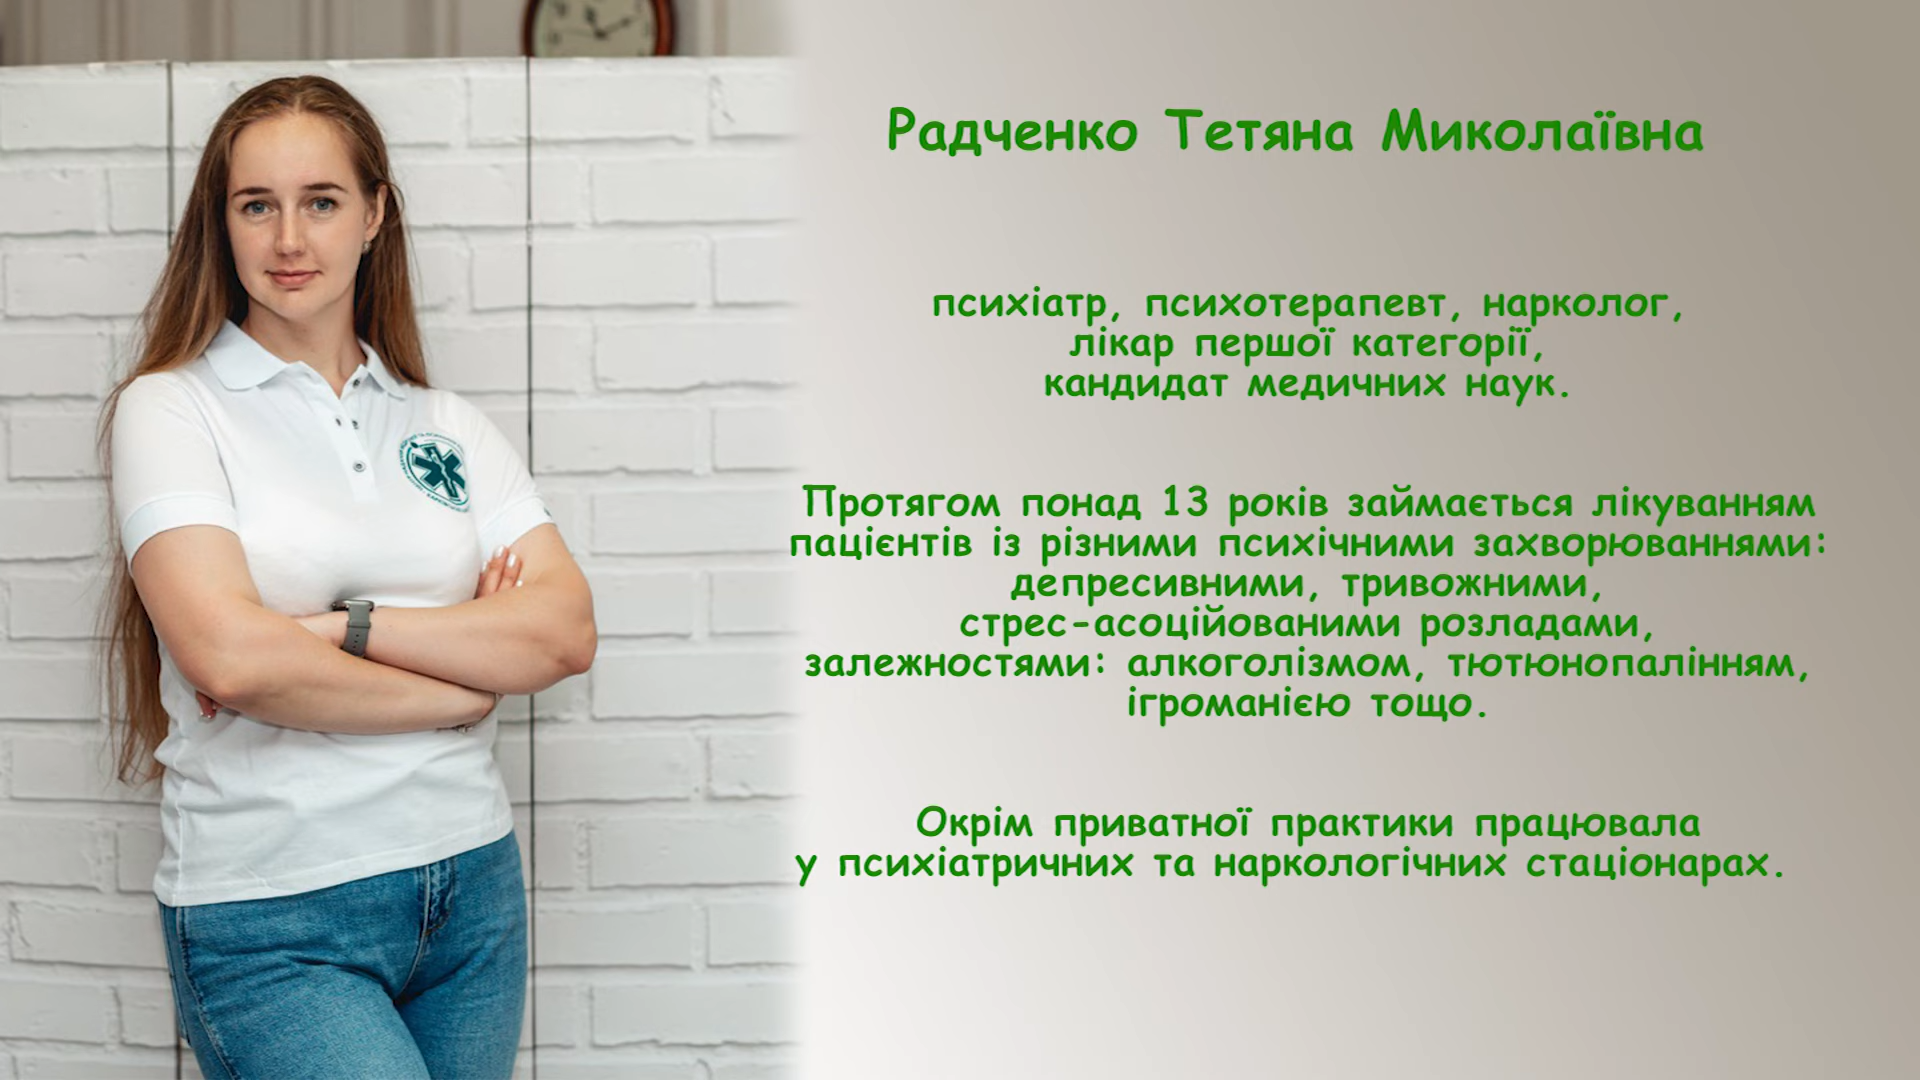 Радченко Тетяна Миколаївна
психіатр, психотерапевт, нарколог,
лікар першої категорії,
кандидат медичних наук.
Протягом понад 13 років займається лікуванням
пацієнтів із різними психічними захворюваннями:
депресивними, тривожними,
стрес-асоційованими розладами,
залежностями: алкоголізмом, тютюнопалінням,
ігроманією тощо.
Окрім приватної практики працювала
у психіатричних та наркологічних стаціонарах.